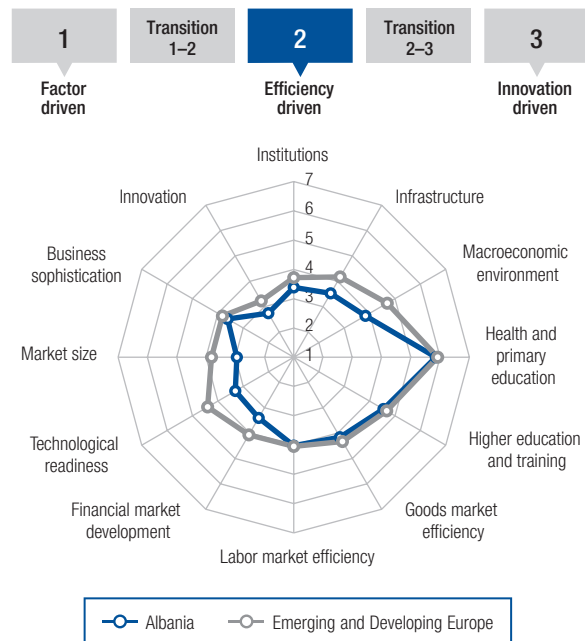 1
Transition
1–2
2
Transition
2–3
3
Factor
driven
Efficiency
driven
Innovation
driven
Institutions
7
6
5
4
3
2
1
Infrastructure
Macroeconomic
environment
Health and
primary
education
Higher education
and training
Goods market
efficiency
Labor market efficiency
Financial market
development
Technological
readiness
Market size
Business
sophistication
Innovation
Albania
Emerging and Developing Europe